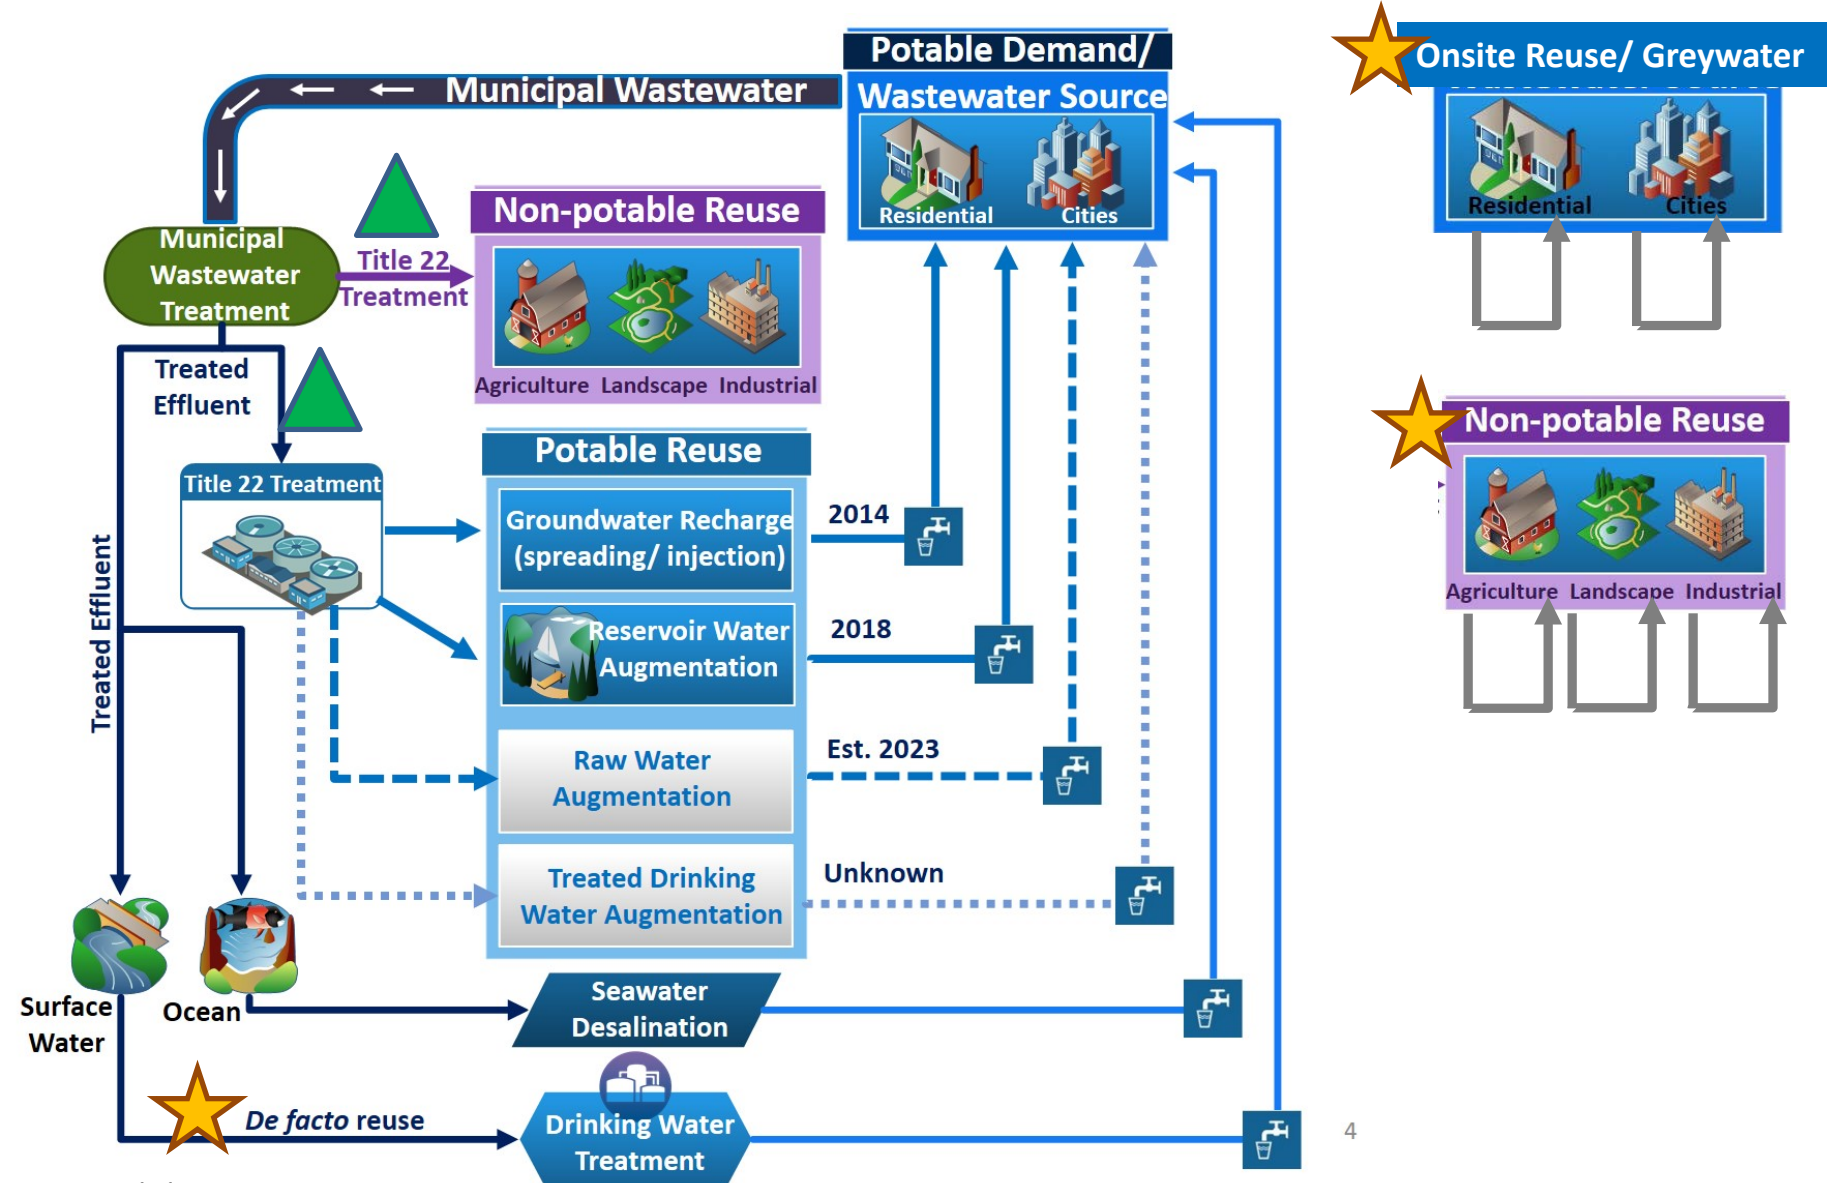 Potable Demand/
Wastewater Source
Residential
Cities
Municipal Wastewater
Onsite Reuse/ Greywater
Residential
Cities
Municipal
Wastewater
Treatment
Title 22
Treatment
Non-potable Reuse
Agriculture Landscape Industrial
Treated
Effluent
Title 22 Treatment
Treated Effluent
Potable Reuse
Groundwater Recharge
(spreading/ injection)
2014
Reservoir Water
Augmentation
2018
Raw Water
Augmentation
Est. 2023
Treated Drinking
Water Augmentation
Unknown
Non-potable Reuse
Agriculture Landscape Industrial
Surface
Water
Ocean
Seawater
Desalination
De facto reuse
Drinking Water
Treatment
4